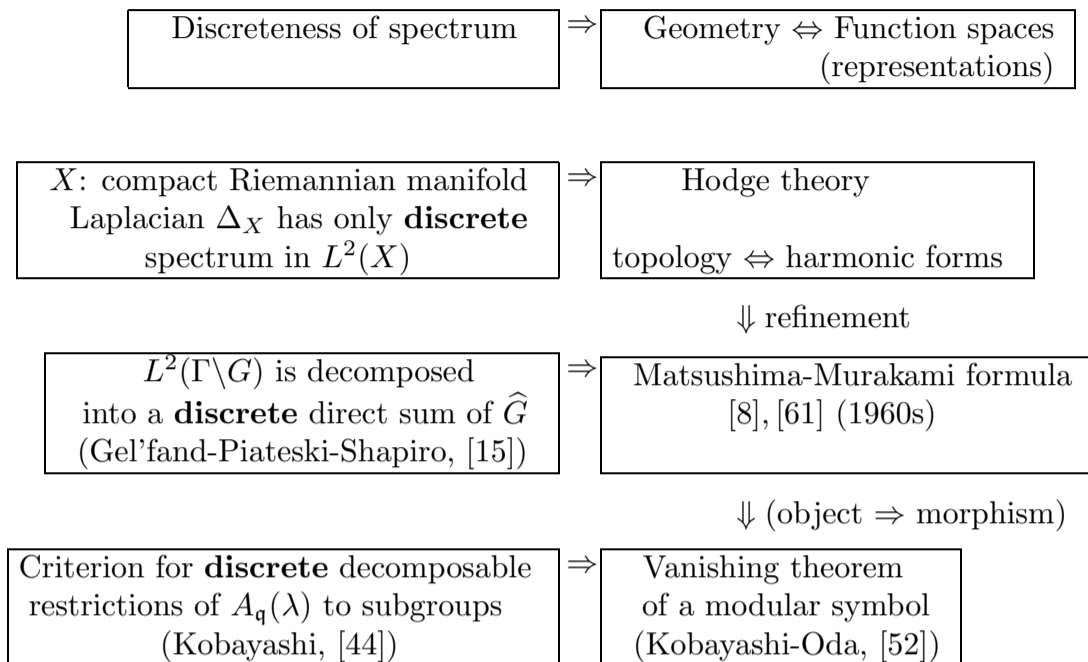 Discreteness of spectrum ⇒ Geometry ⇔ Function spaces
(representations)
X: compact Riemannian manifold ⇒ Hodge theory
Laplacian Δ_X has only discrete
spectrum in L²(X) topology ⇔ harmonic forms
⇓ refinement
L²(Γ\G) is decomposed ⇒ Matsushima-Murakami formula
into a discrete direct sum of Ĝ [8], [61] (1960s)
(Gel'fand-Piateski-Shapiro, [15])
⇓ (object ⇒ morphism)
Criterion for discrete decomposable ⇒ Vanishing theorem
restrictions of A_𝔮(λ) to subgroups of a modular symbol
(Kobayashi, [44]) (Kobayashi-Oda, [52])